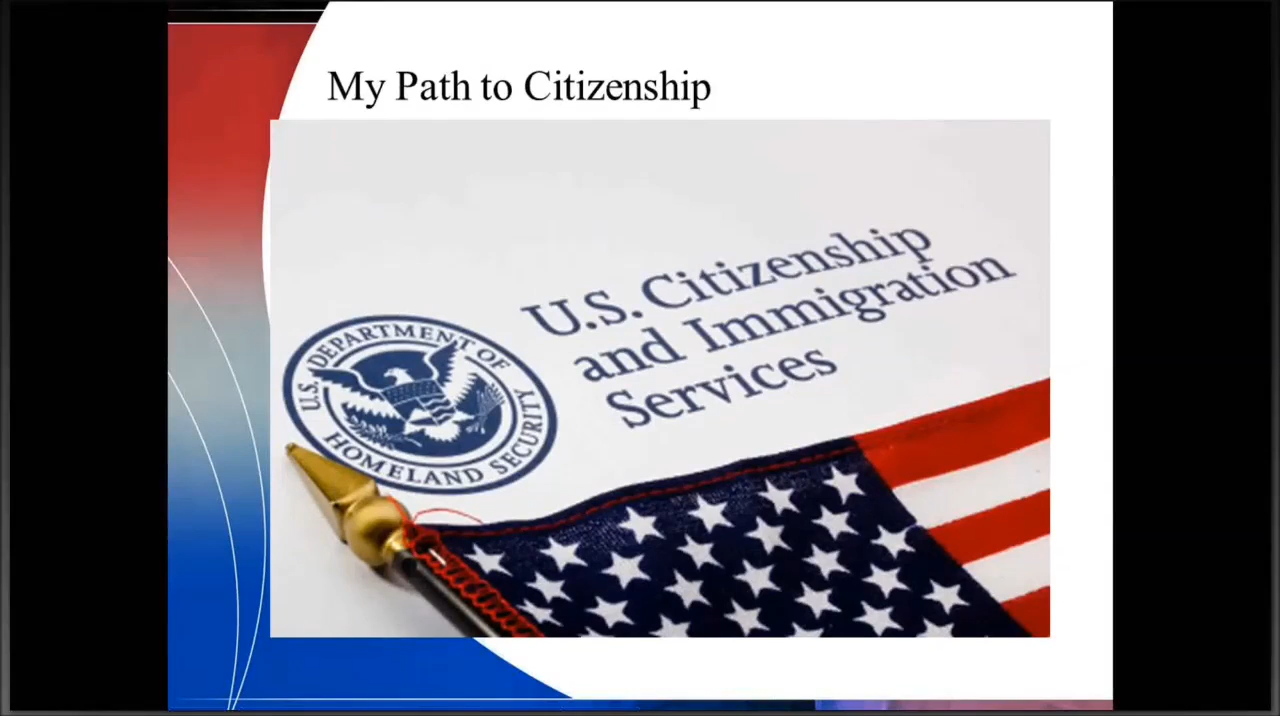 My Path to Citizenship
U.S. Citizenship
and Immigration
Services
U.S. DEPARTMENT OF
HOMELAND SECURITY